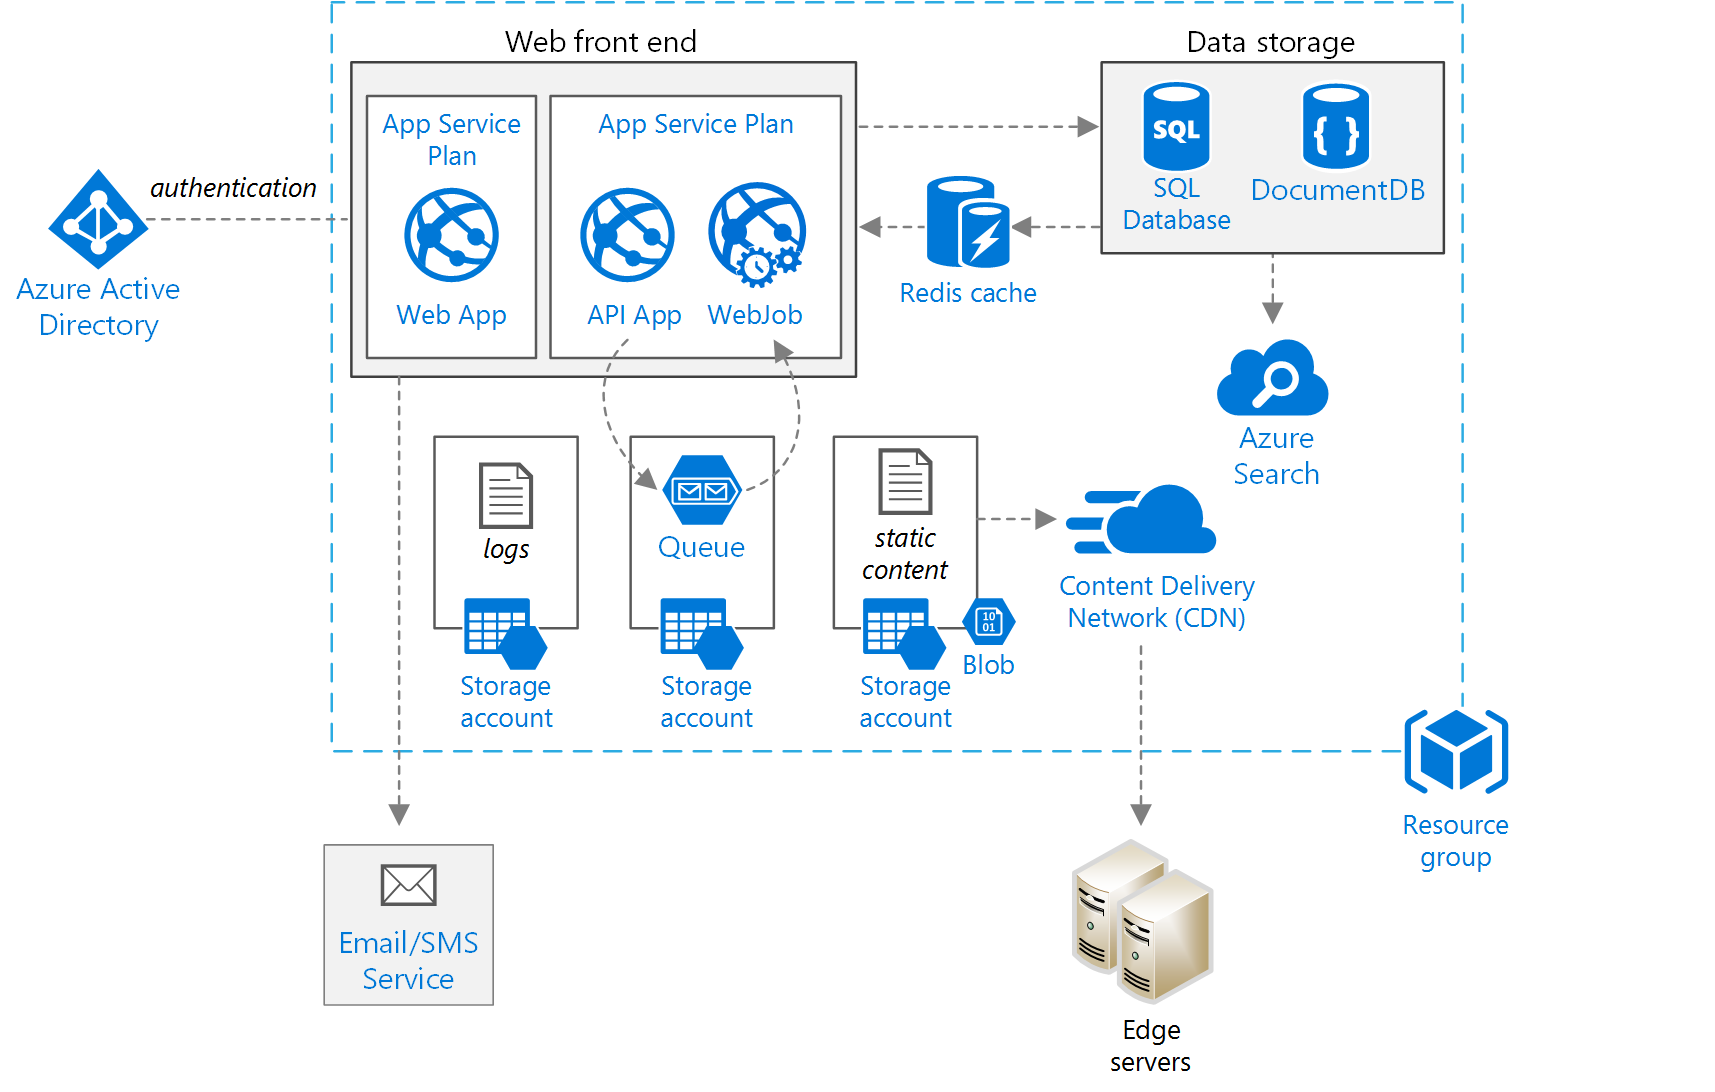 Web front end
Data storage
App Service
Plan
App Service Plan
SQL
{ }
authentication
SQL
Database
DocumentDB
Azure Active
Directory
Web App
API App
WebJob
Redis cache
Azure
Search
logs
Queue
static
content
Content Delivery
Network (CDN)
10
01
Blob
Storage
account
Storage
account
Storage
account
Resource
group
Email/SMS
Service
Edge
servers